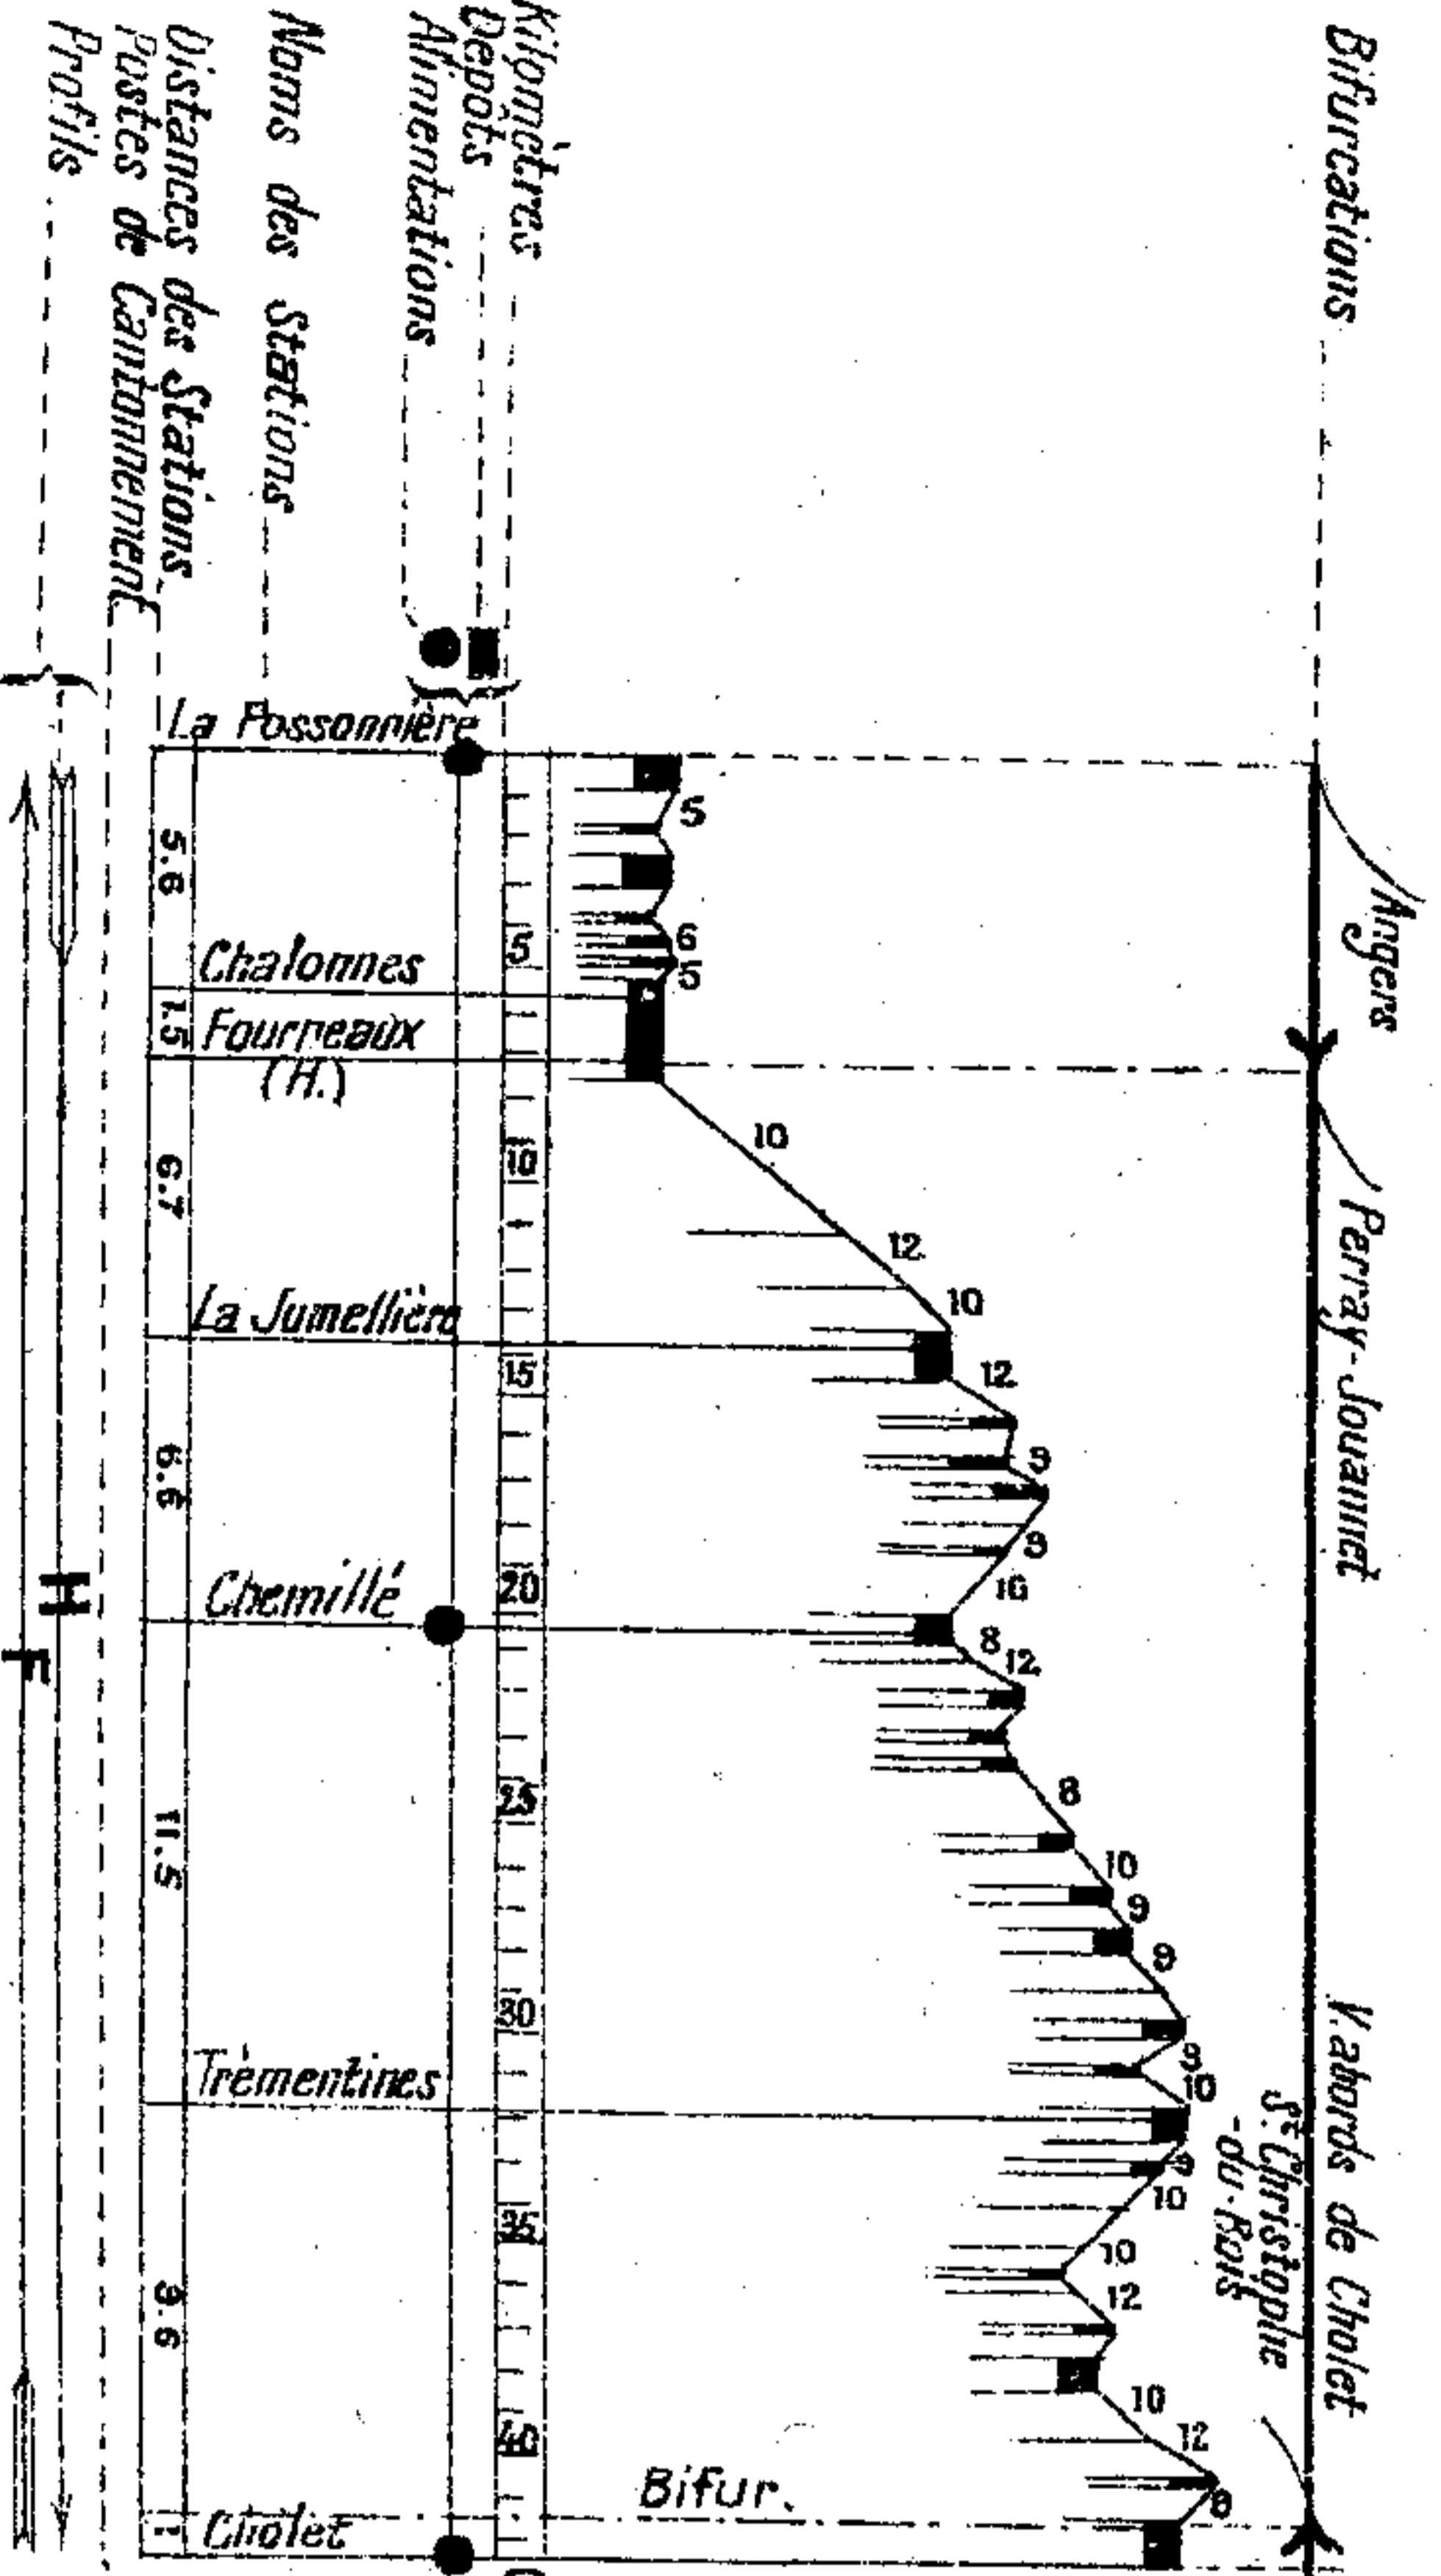 Bifurcations
Kilomètres
Dépôts
Alimentations
Noms des Stations
Distances des Stations
Postes de Cantonnement
Profils
Angers
Perray-Jouannet
V. abords de Cholet
St Christophe
-du-Bois
La Possonnière
5.6
Chalonnes
1.5
Fourneaux
(H.)
6.7
La Jumellière
6.6
Chemillé
11.5
Trémentines
9.6
Bifur.
1
Cholet
H
F
5
10
15
20
25
30
35
40
5
6
5
10
12
10
12
9
9
10
8
12
8
10
9
9
9
10
9
10
10
12
10
12
8